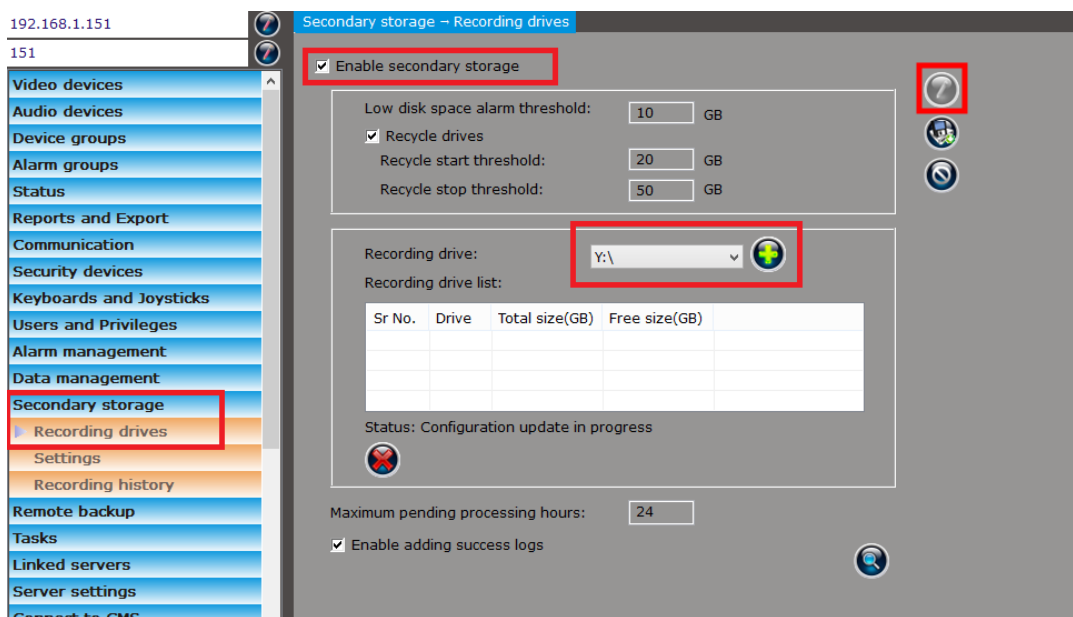 192.168.1.151
151
Video devices
Audio devices
Device groups
Alarm groups
Status
Reports and Export
Communication
Security devices
Keyboards and Joysticks
Users and Privileges
Alarm management
Data management
Secondary storage
Recording drives
Settings
Recording history
Remote backup
Tasks
Linked servers
Server settings
Connect to CMS
Secondary storage → Recording drives
Enable secondary storage
Low disk space alarm threshold: 10 GB
Recycle drives
Recycle start threshold: 20 GB
Recycle stop threshold: 50 GB
Recording drive: Y:\
Recording drive list:
Sr No. Drive Total size(GB) Free size(GB)
Status: Configuration update in progress
Maximum pending processing hours: 24
Enable adding success logs